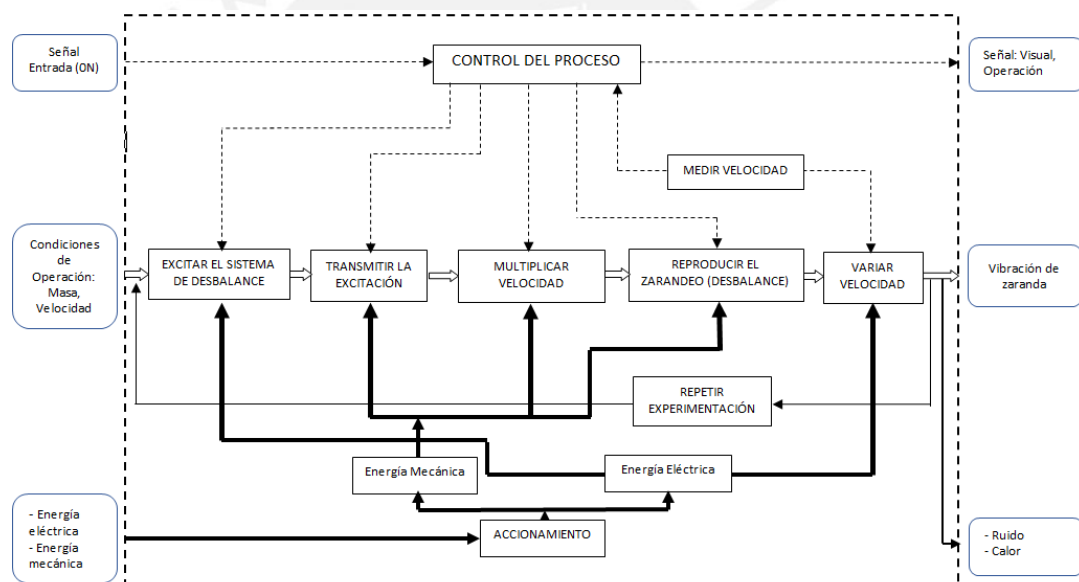 Señal
Entrada (0N)
CONTROL DEL PROCESO
Señal: Visual,
Operación
MEDIR VELOCIDAD
Condiciones
de
Operación:
Masa,
Velocidad
EXCITAR EL SISTEMA
DE DESBALANCE
TRANSMITIR LA
EXCITACIÓN
MULTIPLICAR
VELOCIDAD
REPRODUCIR EL
ZARANDEO (DESBALANCE)
VARIAR
VELOCIDAD
Vibración de
zaranda
REPETIR
EXPERIMENTACIÓN
Energía Mecánica
Energía Eléctrica
- Energía
eléctrica
- Energía
mecánica
ACCIONAMIENTO
- Ruido
- Calor